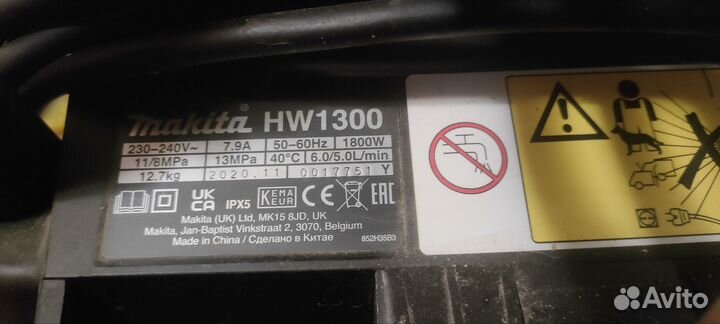 makita HW1300
230-240V~ 7.9A 50-60Hz 1800W
11/8MPa 13MPa 40°C 6.0/5.0L/min
12.7kg 2020.11 0017751 Y
UK CA IPX5 KEMA KEUR CE EAC
Makita (UK) Ltd, MK15 8JD, UK
Makita, Jan-Baptist Vinkstraat 2, 3070, Belgium
Made in China / Сделано в Китае 852H35B3
Avito